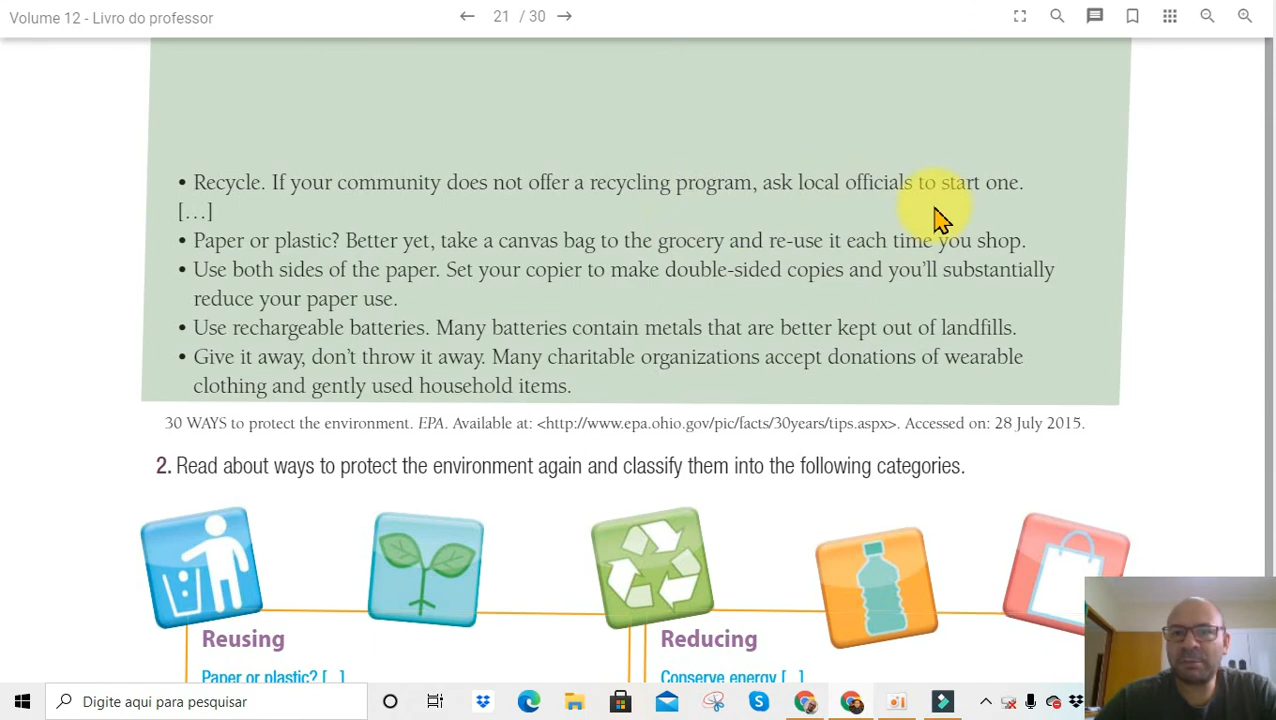 Volume 12 - Livro do professor
21 / 30
• Recycle. If your community does not offer a recycling program, ask local officials to start one.
[…]
• Paper or plastic? Better yet, take a canvas bag to the grocery and re-use it each time you shop.
• Use both sides of the paper. Set your copier to make double-sided copies and you'll substantially
reduce your paper use.
• Use rechargeable batteries. Many batteries contain metals that are better kept out of landfills.
• Give it away, don't throw it away. Many charitable organizations accept donations of wearable
clothing and gently used household items.
30 WAYS to protect the environment. EPA. Available at: <http://www.epa.ohio.gov/pic/facts/30years/tips.aspx>. Accessed on: 28 July 2015.
2. Read about ways to protect the environment again and classify them into the following categories.
Reusing
Reducing
Paper or plastic? [...]
Conserve energy [...]
Digite aqui para pesquisar